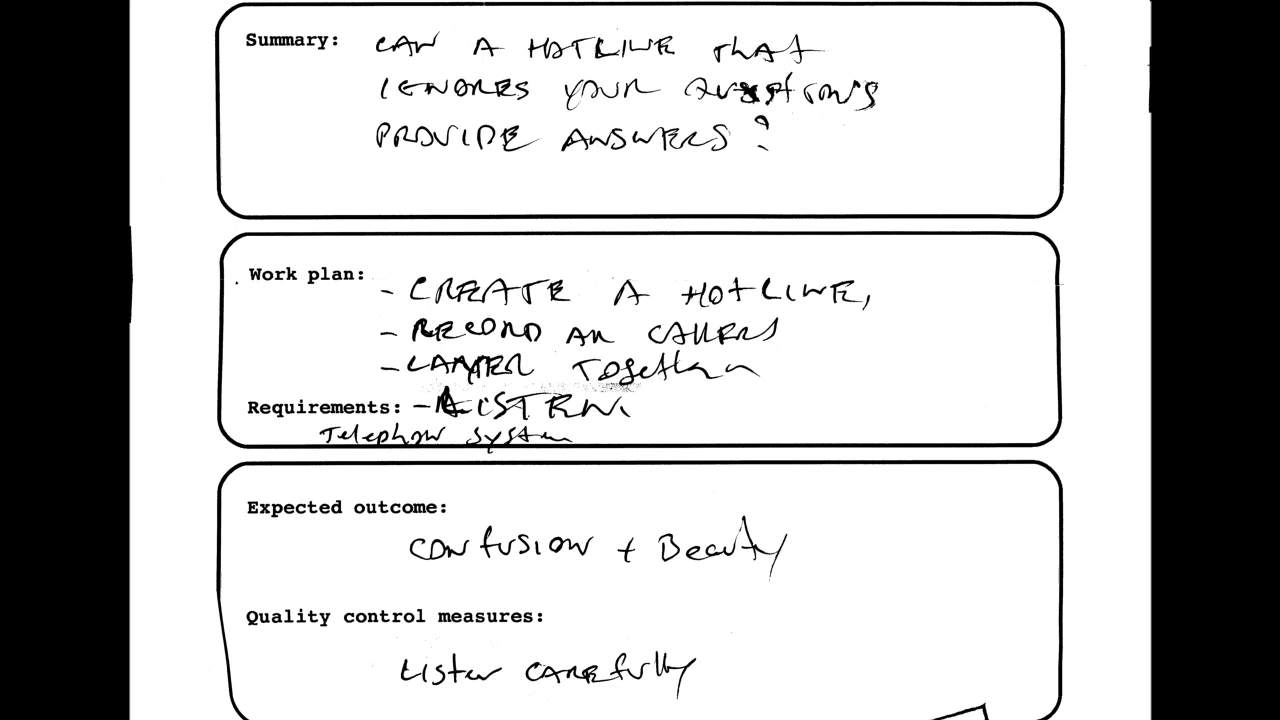 Summary: CAN A HOTLINE THAT
IGNORES YOUR QUESTIONS
PROVIDE ANSWERS?
Work plan: - CREATE A HOTLINE,
- RECORD ALL CALLERS
- LAYER TOGETHER
Requirements: - LISTEN
Telephone system
Expected outcome:
CONFUSION + Beauty
Quality control measures:
Listen CAREfully